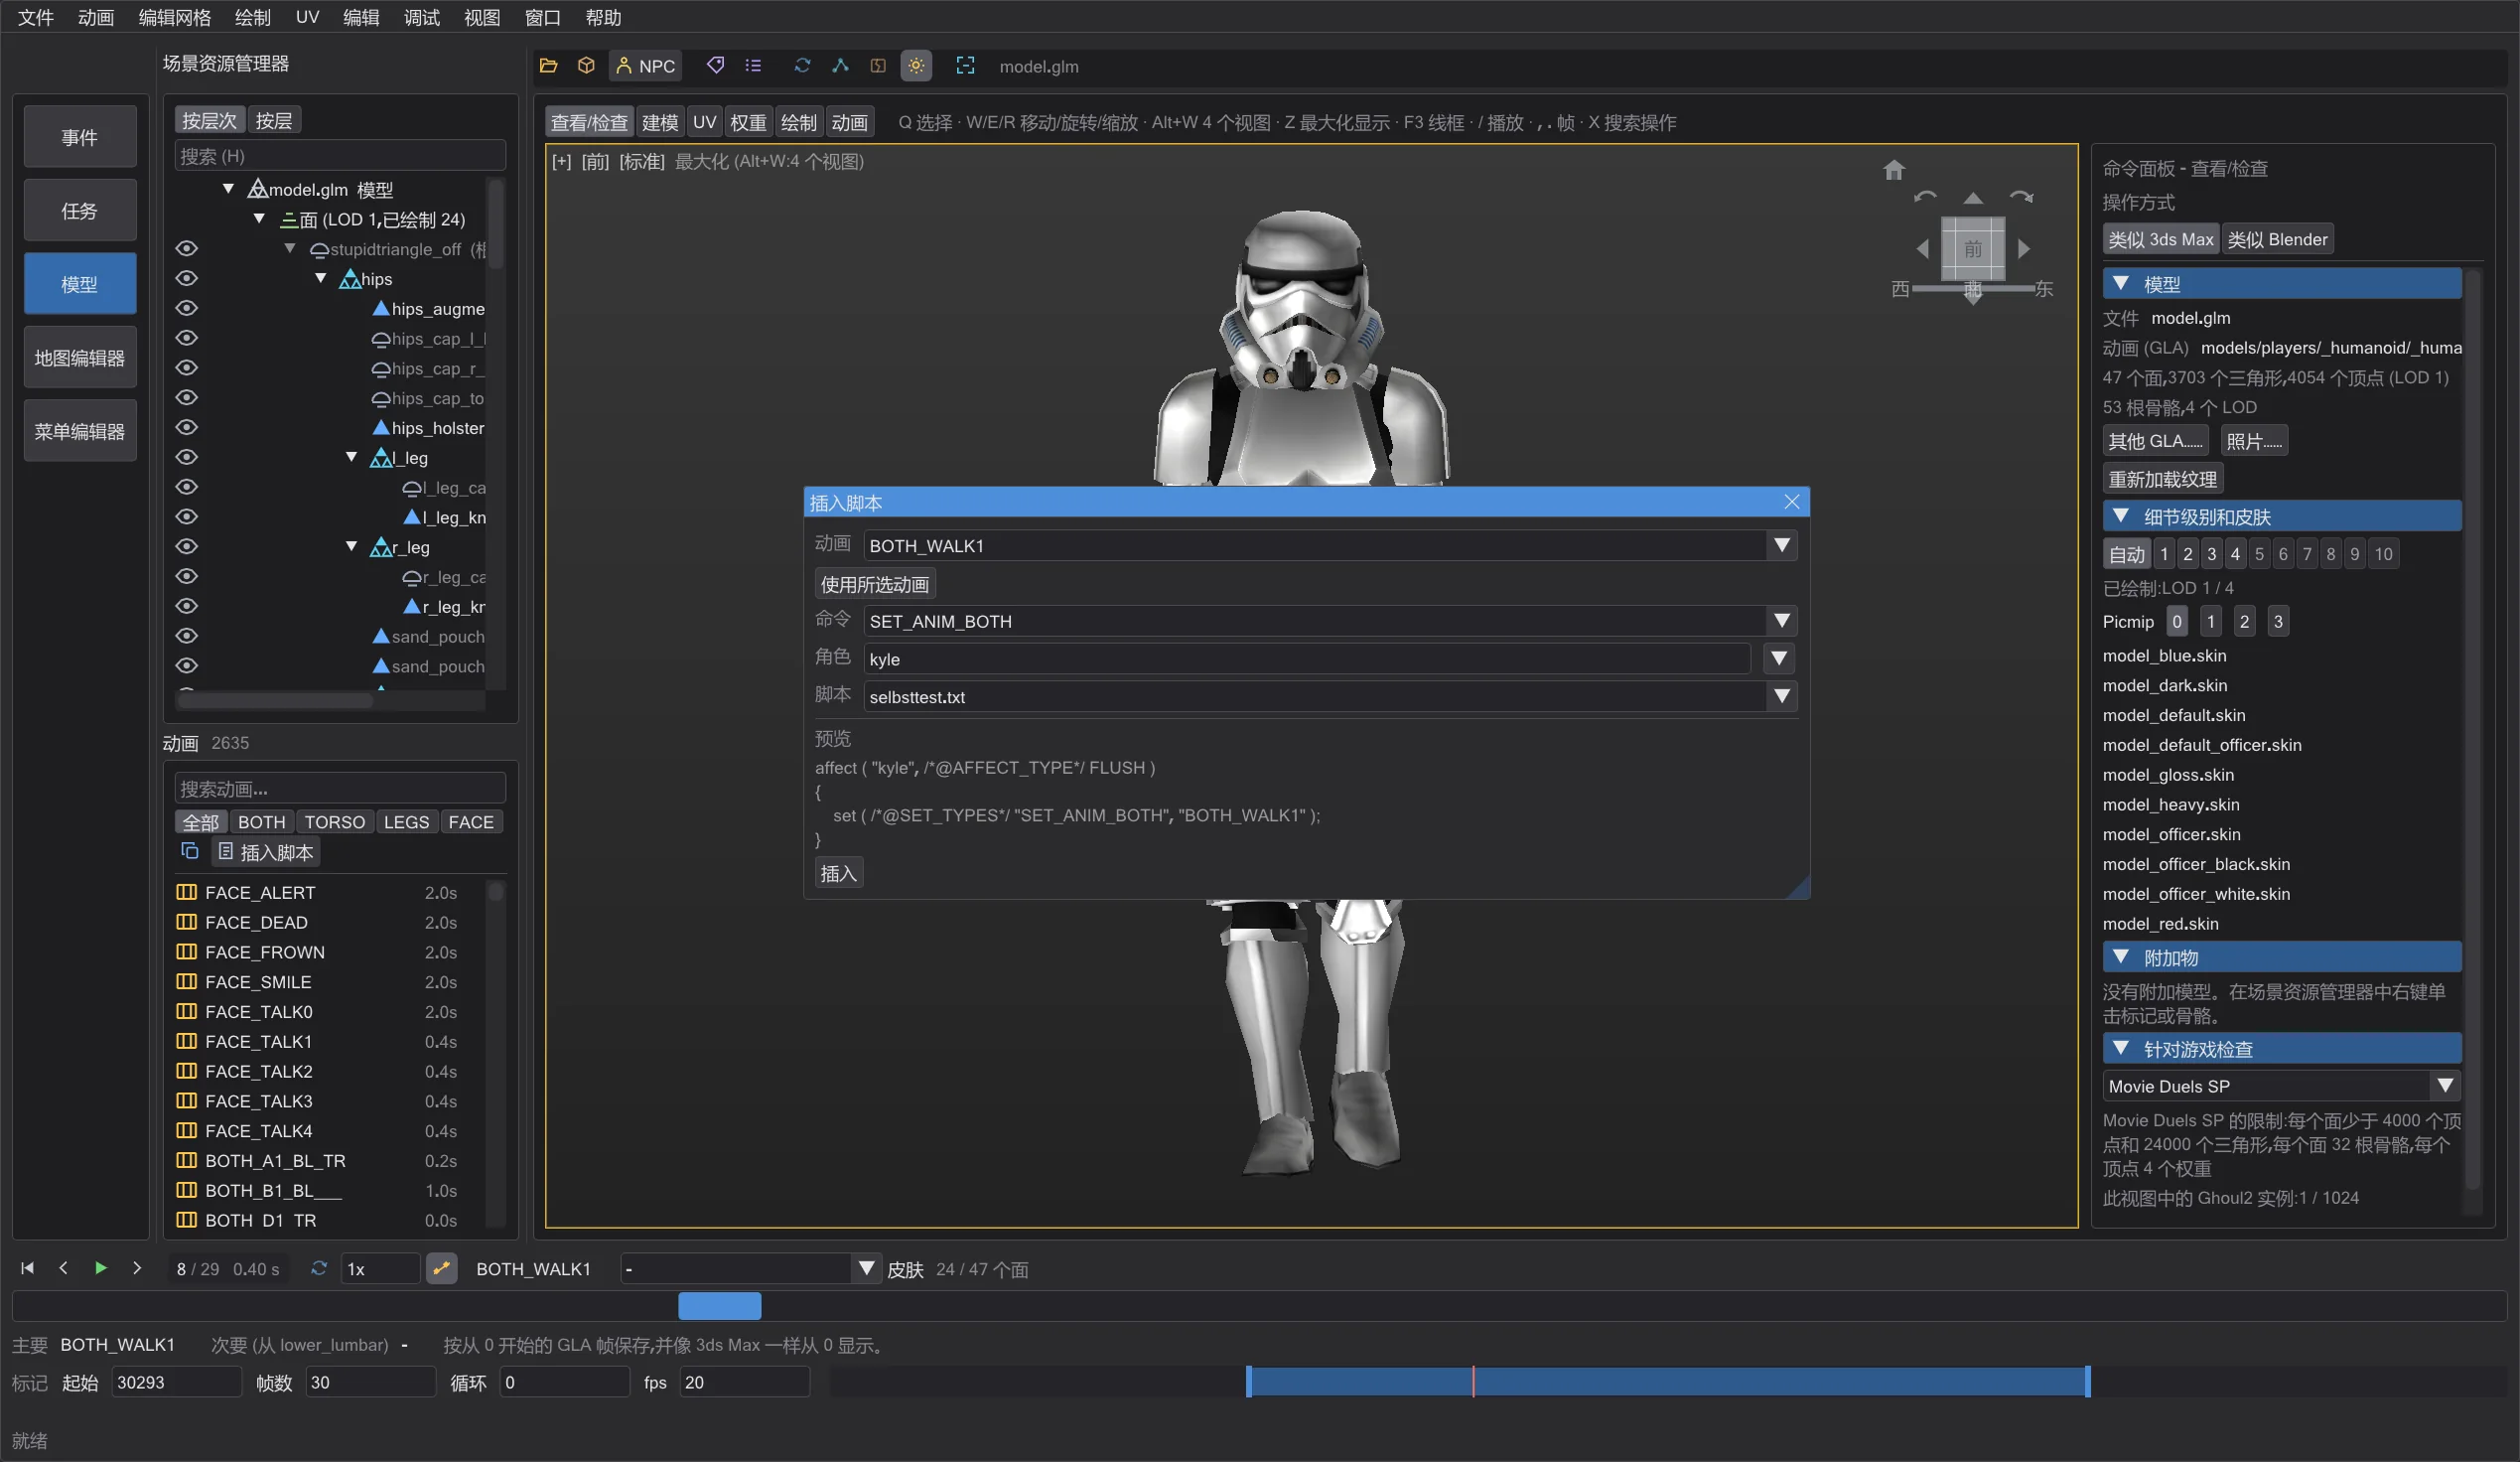 文件 动画 编辑网格 绘制 UV 编辑 调试 视图 窗口 帮助
场景资源管理器
NPC model.glm
事件
任务
模型
地图编辑器
菜单编辑器
按层次 按层
搜索 (H)
model.glm 模型
面 (LOD 1,已绘制 24)
stupidtriangle_off
hips
hips_augme
hips_cap_l_
hips_cap_r_
hips_cap_to
hips_holster
l_leg
l_leg_ca
l_leg_kn
r_leg
r_leg_ca
r_leg_kn
sand_pouch
sand_pouch
动画 2635
搜索动画...
全部 BOTH TORSO LEGS FACE
插入脚本
FACE_ALERT 2.0s
FACE_DEAD 2.0s
FACE_FROWN 2.0s
FACE_SMILE 2.0s
FACE_TALK0 2.0s
FACE_TALK1 0.4s
FACE_TALK2 0.4s
FACE_TALK3 0.4s
FACE_TALK4 0.4s
BOTH_A1_BL_TR 0.2s
BOTH_B1_BL___ 1.0s
BOTH_D1_TR 0.0s
查看/检查 建模 UV 权重 绘制 动画 Q 选择 · W/E/R 移动/旋转/缩放 · Alt+W 4 个视图 · Z 最大化显示 · F3 线框 · / 播放 · , . 帧 · X 搜索操作
[+] [前] [标准] 最大化 (Alt+W:4 个视图)
前
西 北 东
插入脚本
动画 BOTH_WALK1
使用所选动画
命令 SET_ANIM_BOTH
角色 kyle
脚本 selbsttest.txt
预览
affect ( "kyle", /*@AFFECT_TYPE*/ FLUSH )
{
set ( /*@SET_TYPES*/ "SET_ANIM_BOTH", "BOTH_WALK1" );
}
插入
命令面板 - 查看/检查
操作方式
类似 3ds Max 类似 Blender
模型
文件 model.glm
动画 (GLA) models/players/_humanoid/_huma
47 个面,3703 个三角形,4054 个顶点 (LOD 1)
53 根骨骼,4 个 LOD
其他 GLA...... 照片......
重新加载纹理
细节级别和皮肤
自动 1 2 3 4 5 6 7 8 9 10
已绘制:LOD 1 / 4
Picmip 0 1 2 3
model_blue.skin
model_dark.skin
model_default.skin
model_default_officer.skin
model_gloss.skin
model_heavy.skin
model_officer.skin
model_officer_black.skin
model_officer_white.skin
model_red.skin
附加物
没有附加模型。在场景资源管理器中右键单
击标记或骨骼。
针对游戏检查
Movie Duels SP
Movie Duels SP 的限制:每个面少于 4000 个顶
点和 24000 个三角形,每个面 32 根骨骼,每个
顶点 4 个权重
此视图中的 Ghoul2 实例:1 / 1024
8 / 29 0.40 s 1x BOTH_WALK1 - 皮肤 24 / 47 个面
主要 BOTH_WALK1 次要 (从 lower_lumbar) - 按从 0 开始的 GLA 帧保存,并像 3ds Max 一样从 0 显示。
标记 起始 30293 帧数 30 循环 0 fps 20
就绪